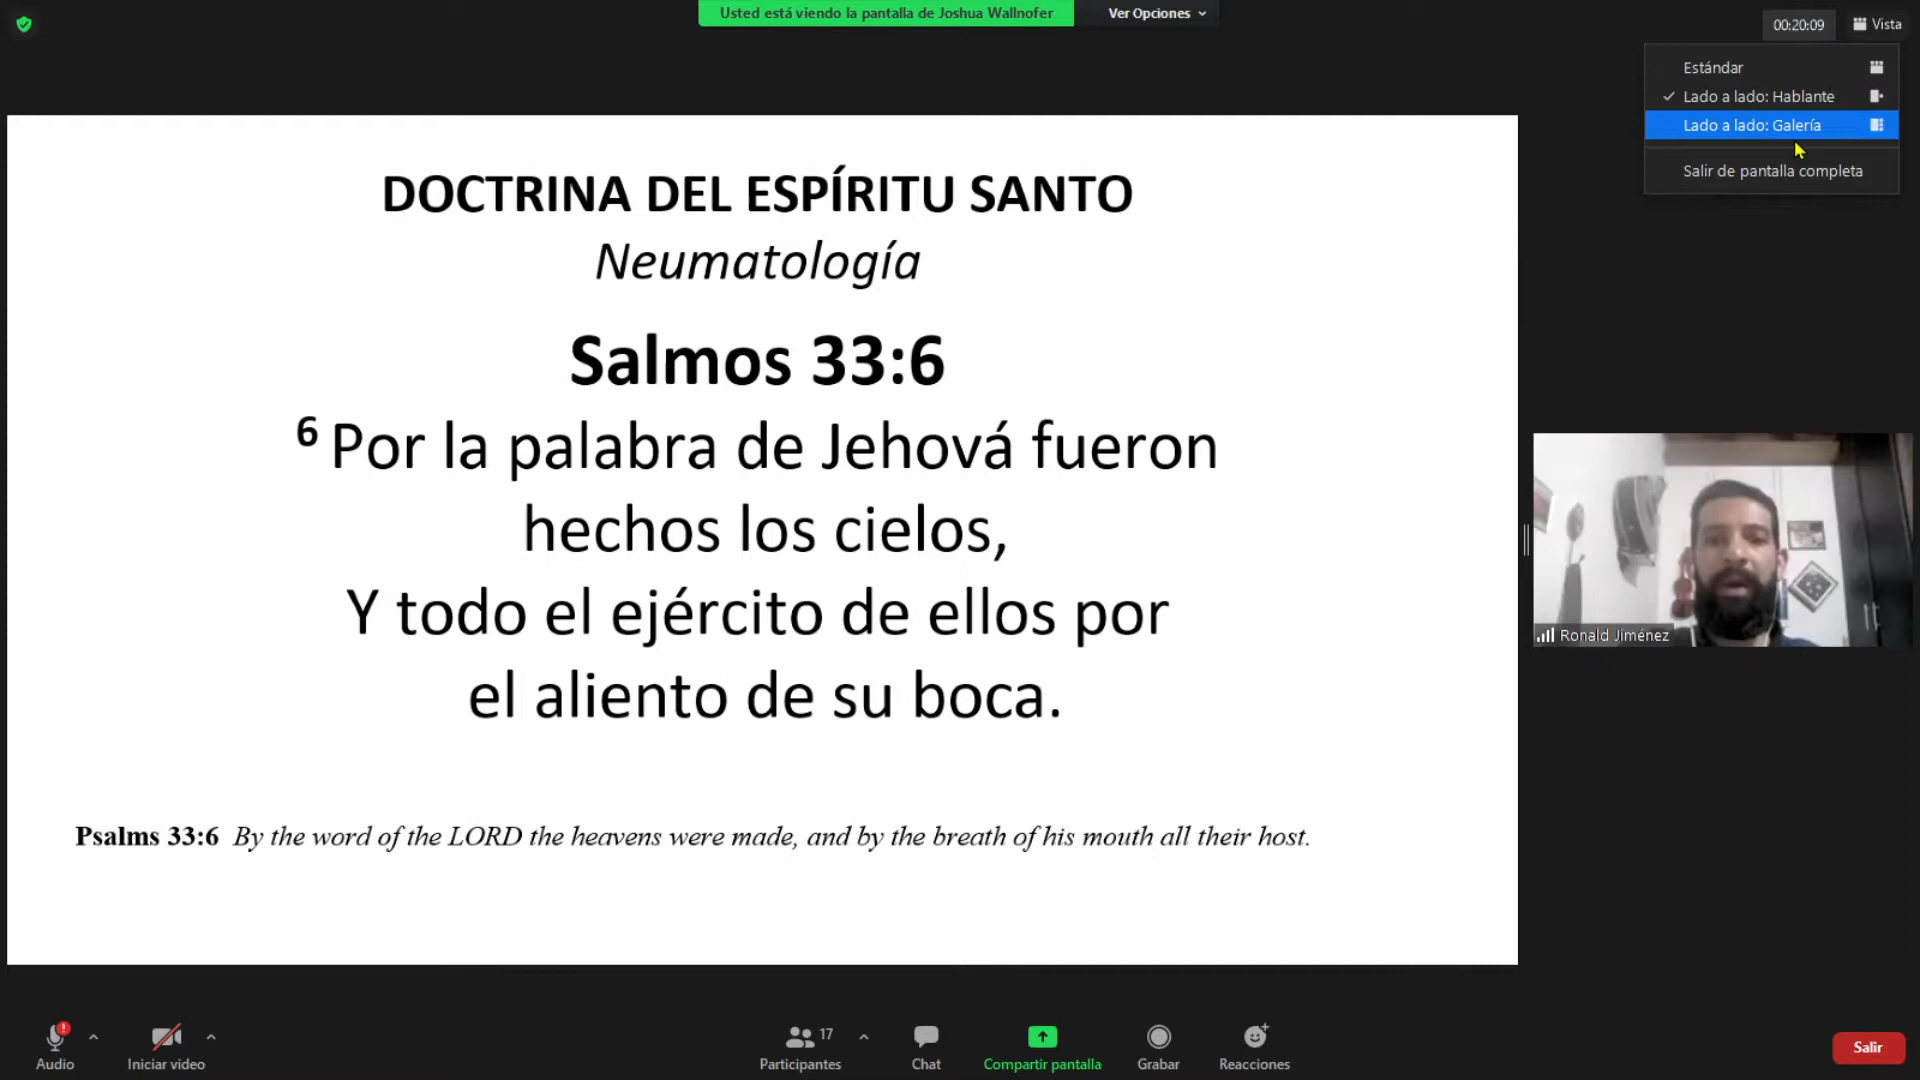 Usted está viendo la pantalla de Joshua Wallnofer
Ver Opciones
00:20:09
Vista
Estándar
Lado a lado: Hablante
Lado a lado: Galería
Salir de pantalla completa
DOCTRINA DEL ESPÍRITU SANTO
Neumatología
Salmos 33:6
6 Por la palabra de Jehová fueron
hechos los cielos,
Y todo el ejército de ellos por
el aliento de su boca.
Psalms 33:6 By the word of the LORD the heavens were made, and by the breath of his mouth all their host.
Ronald Jiménez
Audio
Iniciar video
17
Participantes
Chat
Compartir pantalla
Grabar
Reacciones
Salir